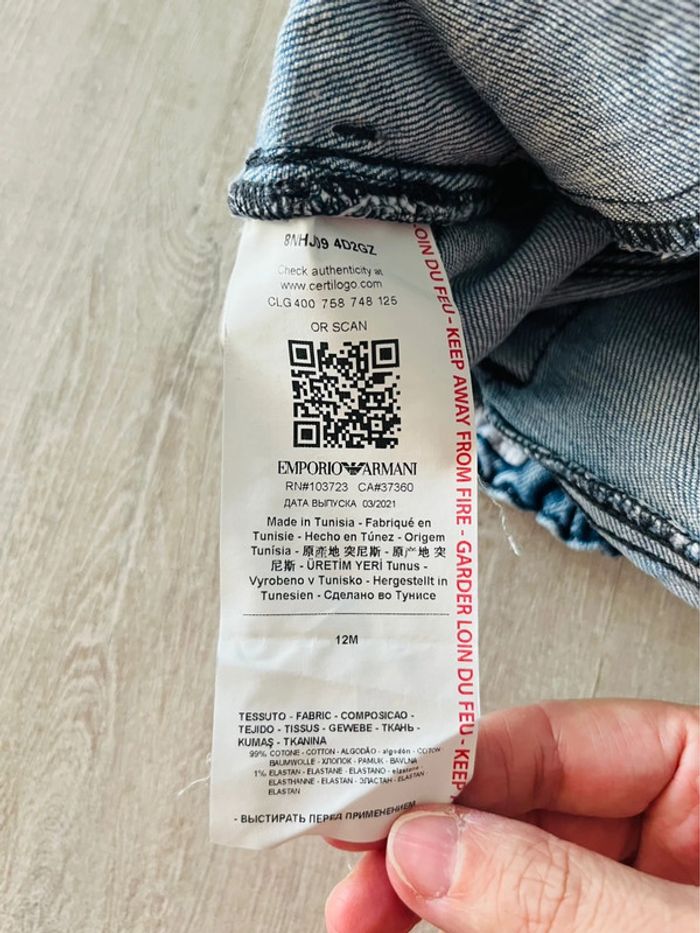 8NHJ09 4D2GZ
Check authenticity at
www.certilogo.com
CLG 400 758 748 125
OR SCAN
EMPORIO ARMANI
RN#103723 CA#37360
ДАТА ВЫПУСКА 03/2021
Made in Tunisia - Fabriqué en
Tunisie - Hecho en Túnez - Origem
Tunísia - 原產地 突尼斯 - 原产地 突
尼斯 - ÜRETİM YERİ Tunus -
Vyrobeno v Tunisko - Hergestellt in
Tunesien - Сделано во Тунисе
12M
TESSUTO - FABRIC - COMPOSICAO -
TEJIDO - TISSUS - GEWEBE - ТКАНЬ -
KUMAŞ - TKANINA
99% COTONE - COTTON - ALGODÃO - algodón - COTON
BAUMWOLLE - ХЛОПОК - PAMUK - BAVLNA
1% ELASTAN - ELASTANE - ELASTANO - elastane -
ELASTHANNE - ELASTAN - ЭЛАСТАН - ELASTAN -
ELASTAN
- ВЫСТИРАТЬ ПЕРЕД ПРИМЕНЕНИЕМ
LOIN DU FEU - KEEP AWAY FROM FIRE - GARDER LOIN DU FEU - KEEP